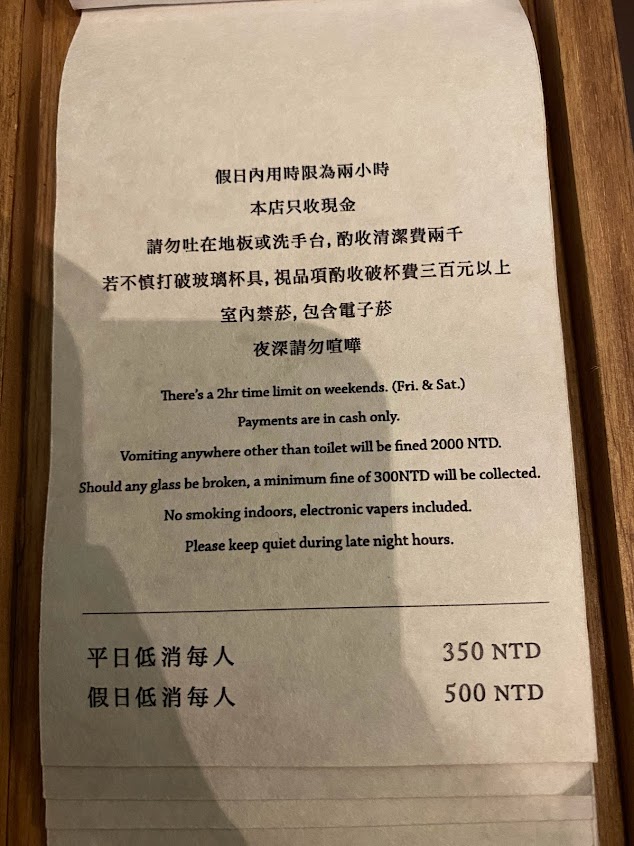 假日內用時限為兩小時
本店只收現金
請勿吐在地板或洗手台, 酌收清潔費兩千
若不慎打破玻璃杯具, 視品項酌收破杯費三百元以上
室內禁菸, 包含電子菸
夜深請勿喧嘩
There's a 2hr time limit on weekends. (Fri. & Sat.)
Payments are in cash only.
Vomiting anywhere other than toilet will be fined 2000 NTD.
Should any glass be broken, a minimum fine of 300NTD will be collected.
No smoking indoors, electronic vapers included.
Please keep quiet during late night hours.
平日低消每人 350 NTD
假日低消每人 500 NTD